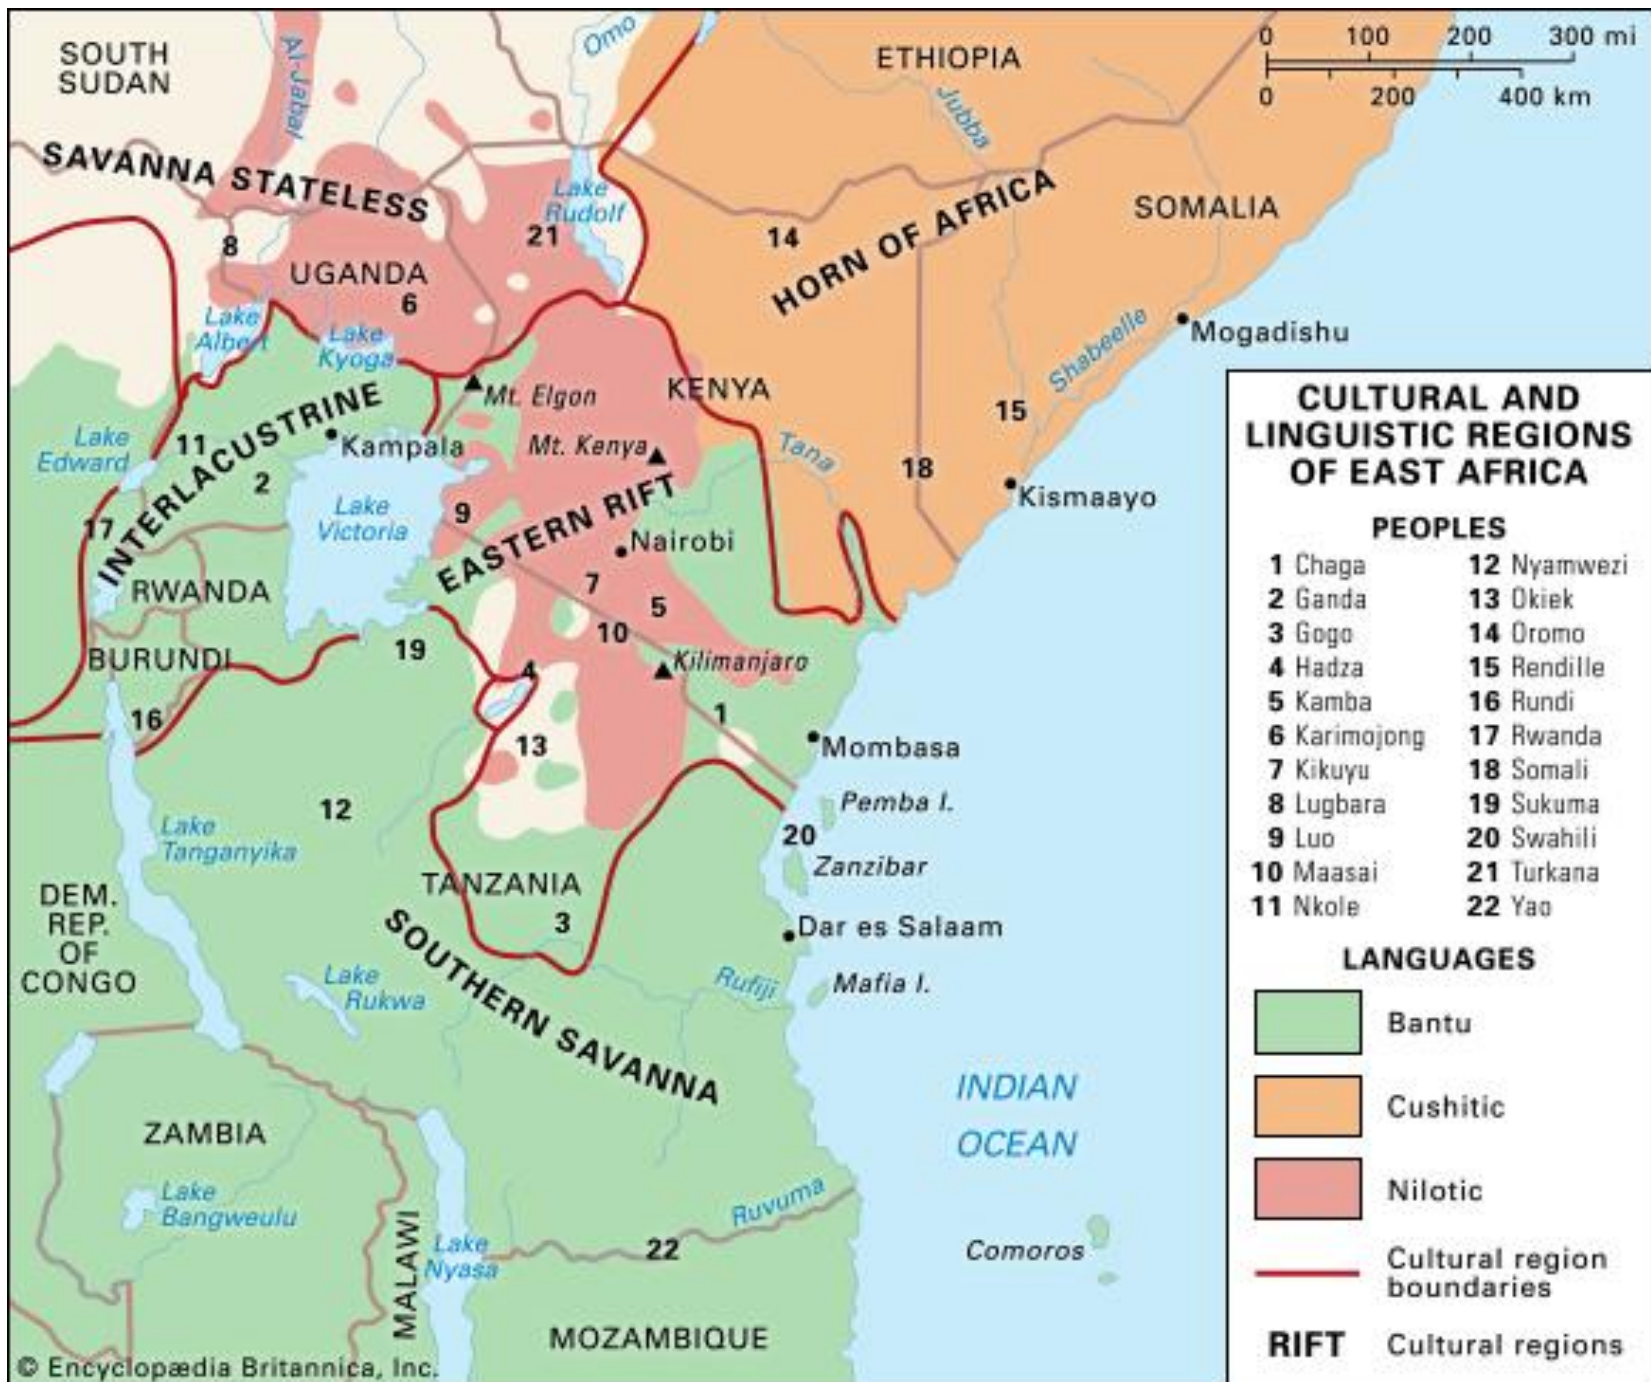 SOUTH
SUDAN
Al-Jabal
Omo
ETHIOPIA
Jubba
0 100 200 300 mi
0 200 400 km
SAVANNA STATELESS
Lake
Rudolf
HORN OF AFRICA
SOMALIA
8
21
14
UGANDA
6
Lake
Albert
Lake
Kyoga
Shabeelle
Mogadishu
KENYA
Mt. Elgon
15
INTERLACUSTRINE
11
Kampala
Lake
Edward
Mt. Kenya
Tana
18
2
Kismaayo
Lake
Victoria
9
EASTERN RIFT
17
Nairobi
RWANDA
7
5
10
BURUNDI
19
4
Kilimanjaro
16
1
13
Mombasa
12
Pemba I.
Lake
Tanganyika
20
Zanzibar
TANZANIA
DEM.
REP.
OF
CONGO
3
Dar es Salaam
SOUTHERN SAVANNA
Lake
Rukwa
Rufiji
Mafia I.
INDIAN
OCEAN
ZAMBIA
Lake
Bangweulu
MALAWI
Lake
Nyasa
Ruvuma
22
Comoros
MOZAMBIQUE
© Encyclopædia Britannica, Inc.
CULTURAL AND
LINGUISTIC REGIONS
OF EAST AFRICA
PEOPLES
1 Chaga
2 Ganda
3 Gogo
4 Hadza
5 Kamba
6 Karimojong
7 Kikuyu
8 Lugbara
9 Luo
10 Maasai
11 Nkole
12 Nyamwezi
13 Okiek
14 Oromo
15 Rendille
16 Rundi
17 Rwanda
18 Somali
19 Sukuma
20 Swahili
21 Turkana
22 Yao
LANGUAGES
Bantu
Cushitic
Nilotic
Cultural region
boundaries
RIFT Cultural regions